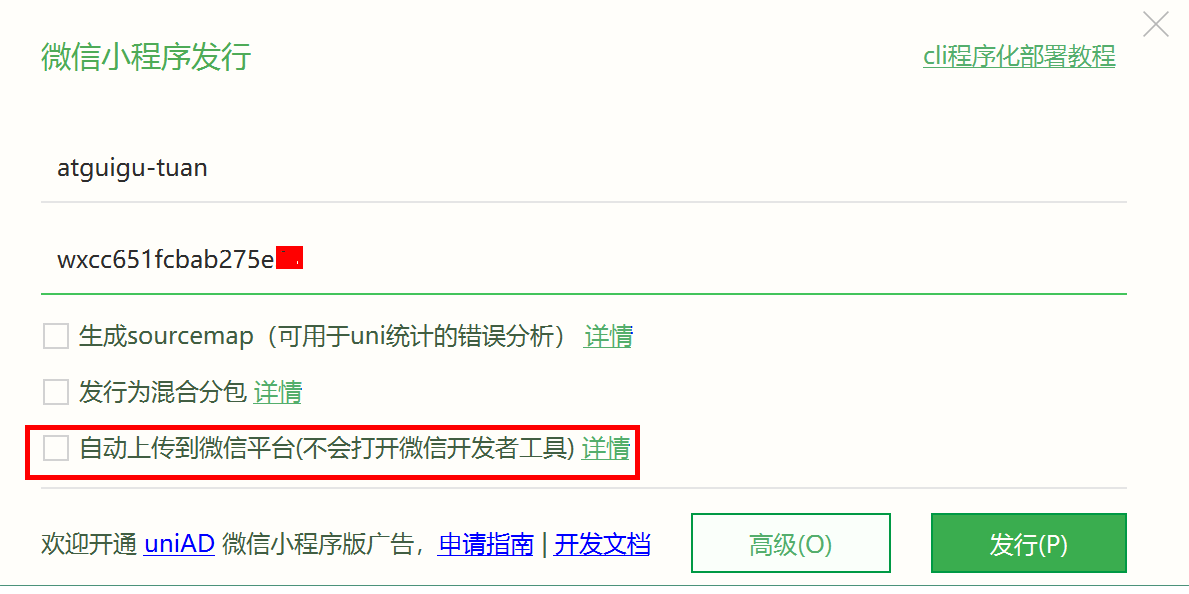 微信小程序发行
cli程序化部署教程
atguigu-tuan
wxcc651fcbab275e
生成sourcemap（可用于uni统计的错误分析） 详情
发行为混合分包 详情
自动上传到微信平台(不会打开微信开发者工具) 详情
欢迎开通 uniAD 微信小程序版广告，申请指南 | 开发文档
高级(O)
发行(P)